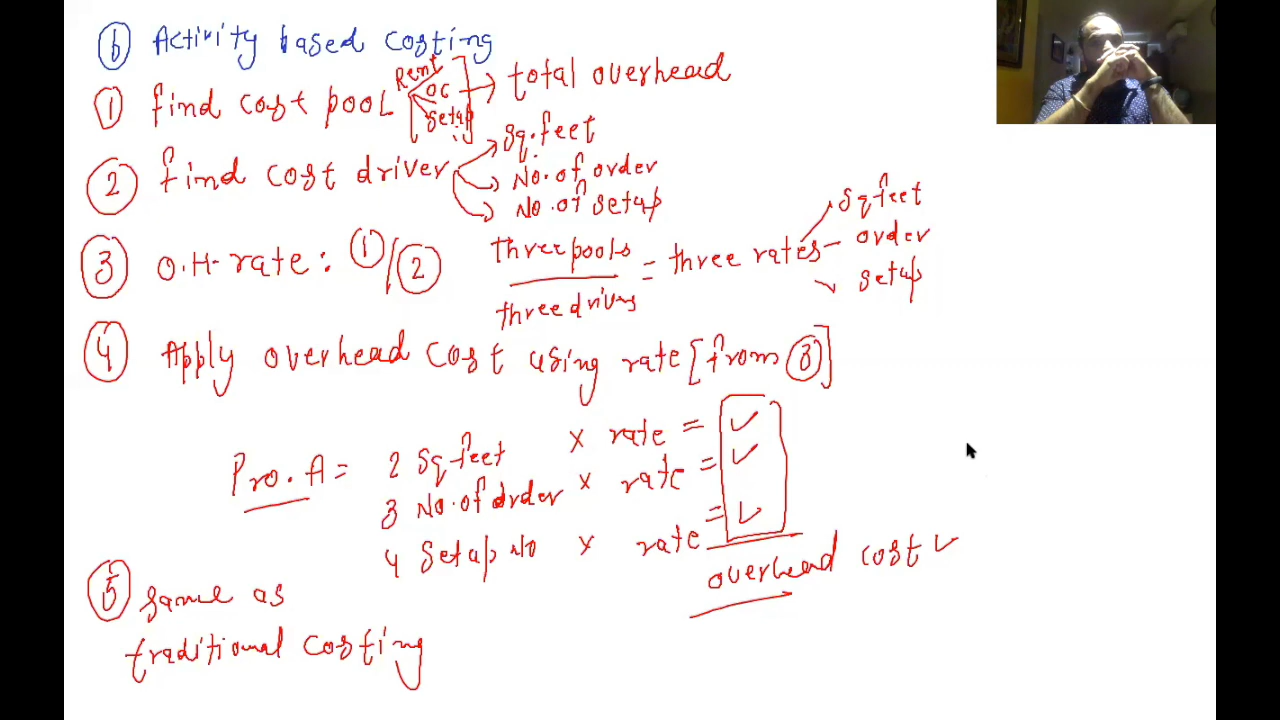 (b) Activity based costing
(1) find cost pool Rent OC Setup → total overhead
(2) find cost driver → Sq.feet
No. of order
No. of setup
(3) O.H. rate : (1)/(2) three pools / three drivers = three rates
Sq feet
order
setup
(4) Apply overhead cost using rate [from (3)]
Pro. A = 2 Sq feet × rate = ✓
3 No. of order × rate = ✓
4 Setup No × rate = ✓
overhead cost ✓
(5) same as
traditional costing